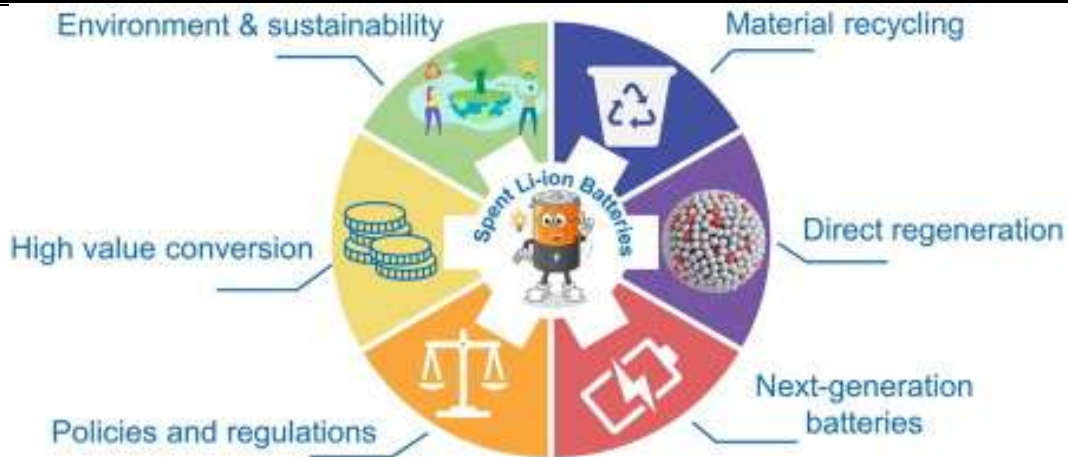 Environment & sustainability
Material recycling
Spent Li-ion Batteries
High value conversion
Direct regeneration
Next-generation
batteries
Policies and regulations